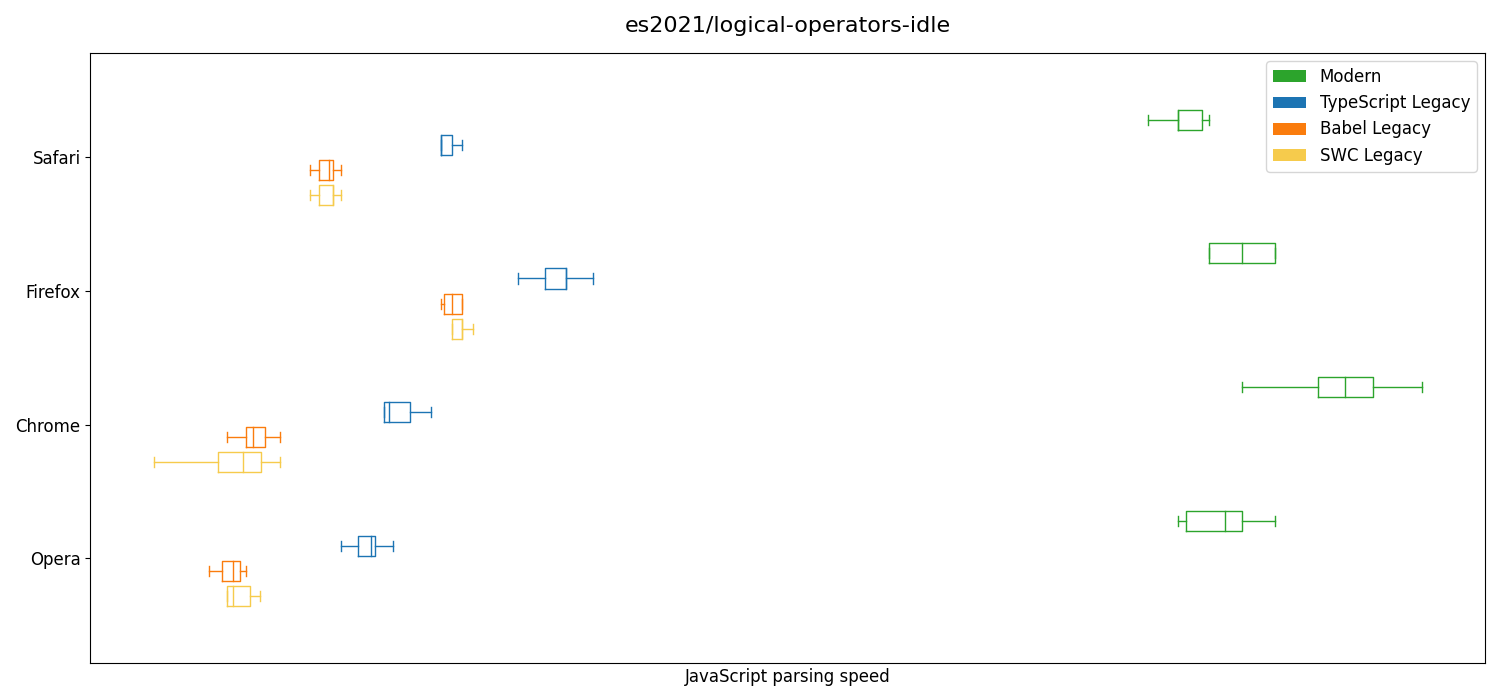 es2021/logical-operators-idle
Modern
TypeScript Legacy
Babel Legacy
SWC Legacy
Safari
Firefox
Chrome
Opera
JavaScript parsing speed